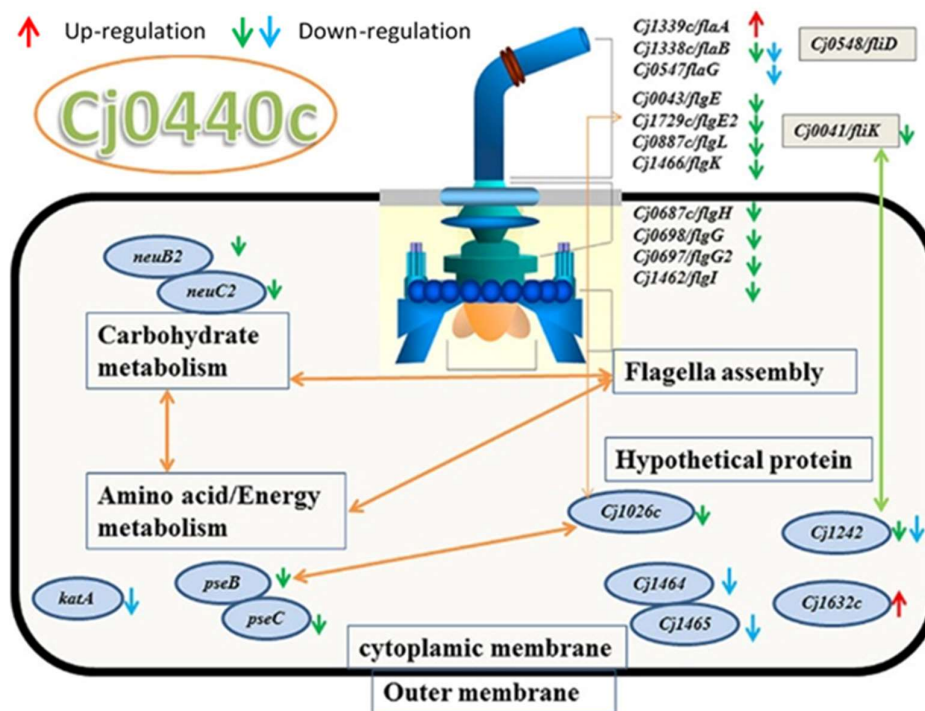 Up-regulation
Down-regulation
Cj0440c
Cj1339c/flaA
Cj1338c/flaB
Cj0547flaG
Cj0548/fliD
Cj0043/flgE
Cj1729c/flgE2
Cj0887c/flgL
Cj1466/flgK
Cj0041/fliK
Cj0687c/flgH
Cj0698/flgG
Cj0697/flgG2
Cj1462/flgI
neuB2
neuC2
Carbohydrate
metabolism
Flagella assembly
Hypothetical protein
Amino acid/Energy
metabolism
Cj1026c
Cj1242
katA
pseB
pseC
Cj1464
Cj1465
Cj1632c
cytoplamic membrane
Outer membrane